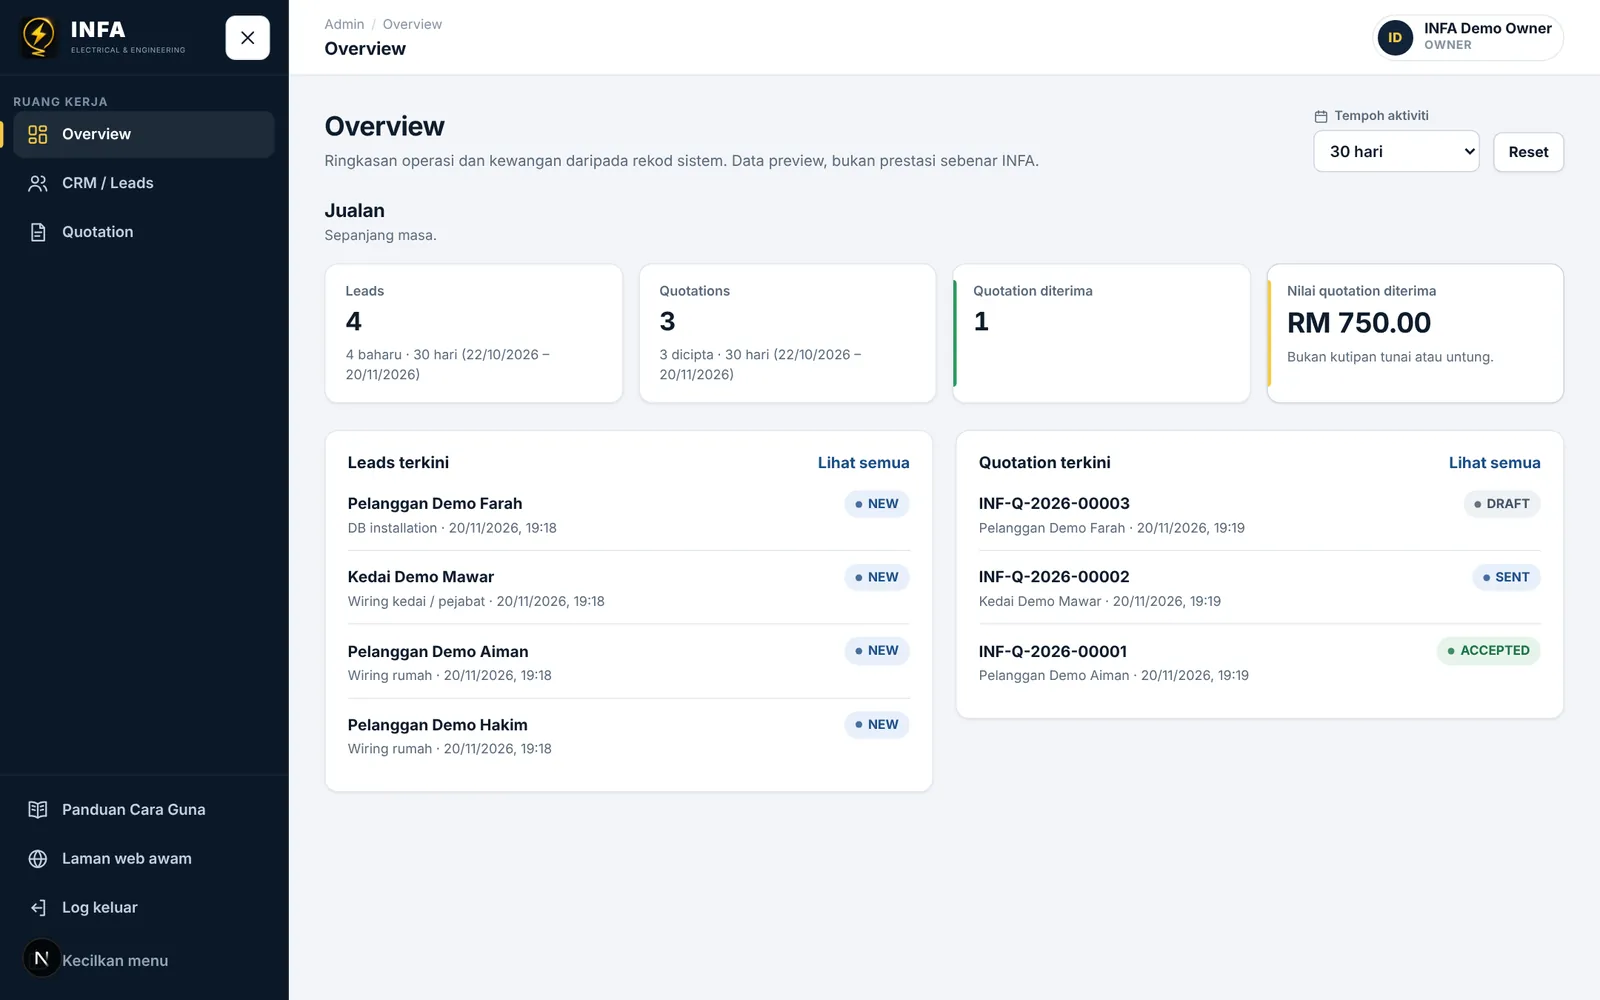 INFA
ELECTRICAL & ENGINEERING
RUANG KERJA
Overview
CRM / Leads
Quotation
Panduan Cara Guna
Laman web awam
Log keluar
N
Kecilkan menu
Admin / Overview
Overview
ID
INFA Demo Owner
OWNER
Overview
Ringkasan operasi dan kewangan daripada rekod sistem. Data preview, bukan prestasi sebenar INFA.
Tempoh aktiviti
30 hari
Reset
Jualan
Sepanjang masa.
Leads
4
4 baharu · 30 hari (22/10/2026 –
20/11/2026)
Quotations
3
3 dicipta · 30 hari (22/10/2026 –
20/11/2026)
Quotation diterima
1
Nilai quotation diterima
RM 750.00
Bukan kutipan tunai atau untung.
Leads terkini
Lihat semua
Pelanggan Demo Farah
NEW
DB installation · 20/11/2026, 19:18
Kedai Demo Mawar
NEW
Wiring kedai / pejabat · 20/11/2026, 19:18
Pelanggan Demo Aiman
NEW
Wiring rumah · 20/11/2026, 19:18
Pelanggan Demo Hakim
NEW
Wiring rumah · 20/11/2026, 19:18
Quotation terkini
Lihat semua
INF-Q-2026-00003
DRAFT
Pelanggan Demo Farah · 20/11/2026, 19:19
INF-Q-2026-00002
SENT
Kedai Demo Mawar · 20/11/2026, 19:19
INF-Q-2026-00001
ACCEPTED
Pelanggan Demo Aiman · 20/11/2026, 19:19